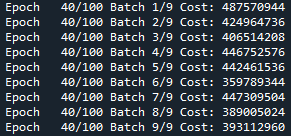 Epoch   40/100 Batch 1/9 Cost: 487570944
Epoch   40/100 Batch 2/9 Cost: 424964736
Epoch   40/100 Batch 3/9 Cost: 406514208
Epoch   40/100 Batch 4/9 Cost: 446752576
Epoch   40/100 Batch 5/9 Cost: 442461536
Epoch   40/100 Batch 6/9 Cost: 359789344
Epoch   40/100 Batch 7/9 Cost: 447309504
Epoch   40/100 Batch 8/9 Cost: 389005024
Epoch   40/100 Batch 9/9 Cost: 393112960